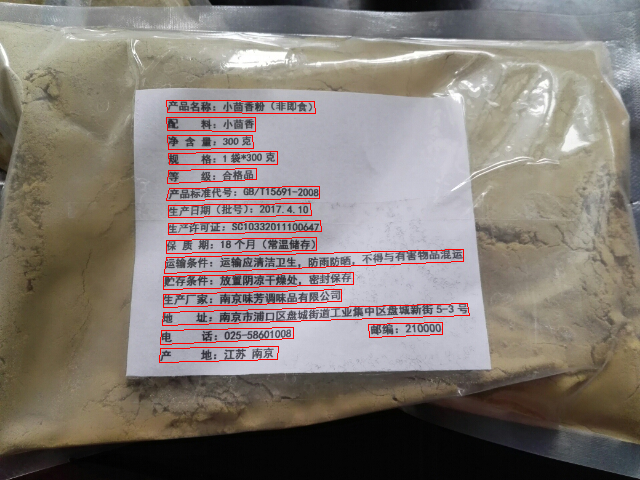 产品名称：小茴香粉（非即食）
配　　料：小茴香
净 含 量：300 克
规　　格：1 袋*300 克
等　　级：合格品
产品标准代号：GB/T15691-2008
生产日期（批号）：2017.4.10
生产许可证：SC10332011100647
保 质 期：18 个月（常温储存）
运输条件：运输应清洁卫生，防雨防晒，不得与有害物品混运
贮存条件：放置阴凉干燥处，密封保存
生产厂家：南京味芳调味品有限公司
地　　址：南京市浦口区盘城街道工业集中区盘城新街 5-3 号
电　　话：025-58601008　　邮编：210000
产　　地：江苏 南京